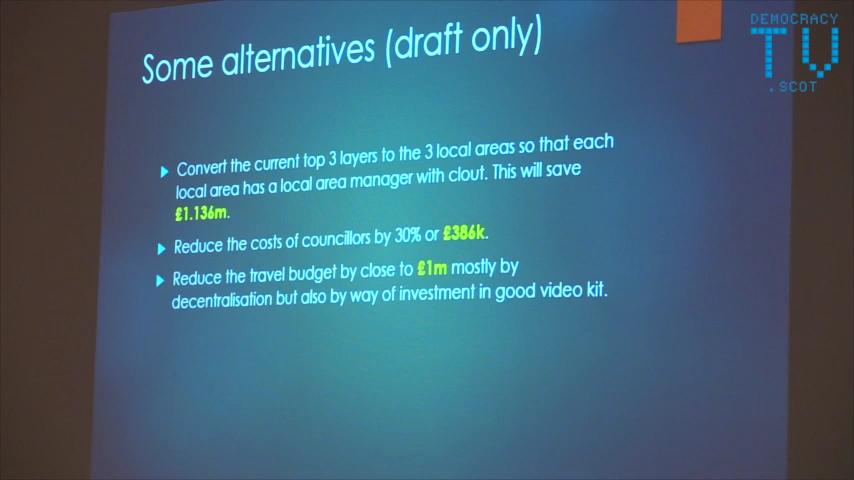 DEMOCRACY
TV
.SCOT
Some alternatives (draft only)
Convert the current top 3 layers to the 3 local areas so that each
local area has a local area manager with clout. This will save
£1.136m.
Reduce the costs of councillors by 30% or £386k.
Reduce the travel budget by close to £1m mostly by
decentralisation but also by way of investment in good video kit.